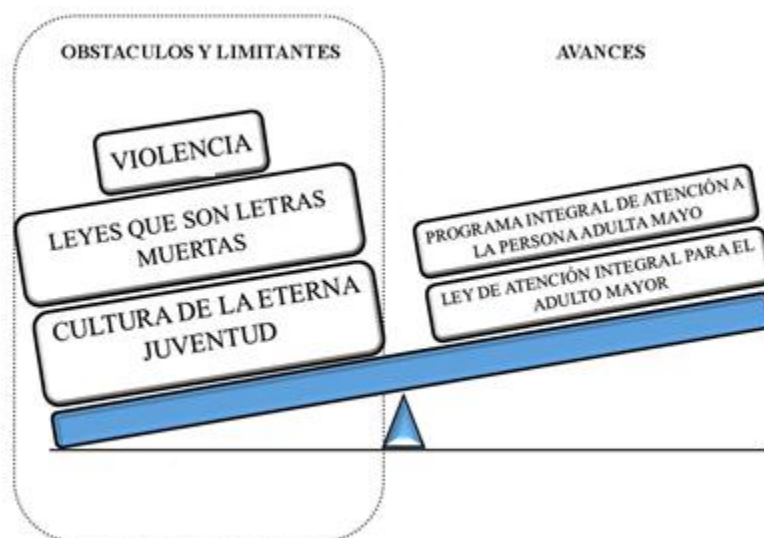 OBSTACULOS Y LIMITANTES
VIOLENCIA
LEYES QUE SON LETRAS
MUERTAS
CULTURA DE LA ETERNA
JUVENTUD
AVANCES
PROGRAMA INTEGRAL DE ATENCIÓN A
LA PERSONA ADULTA MAYO
LEY DE ATENCIÓN INTEGRAL PARA EL
ADULTO MAYOR